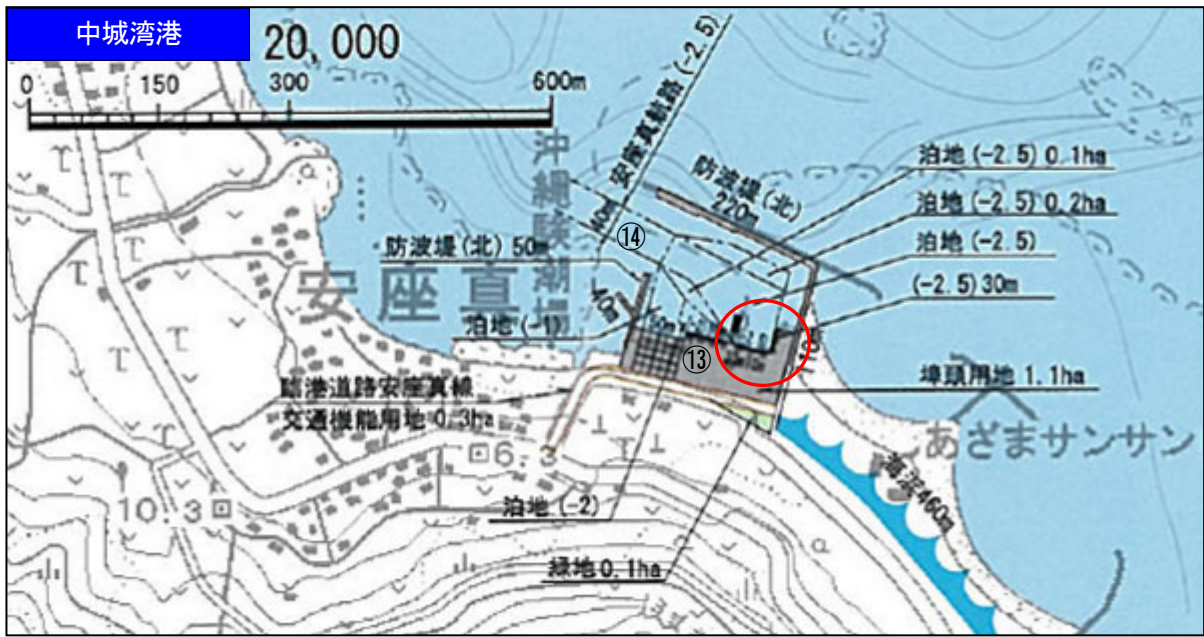 中城湾港
20,000
0 150 300 600m
安座真航路(-2.5)
沖縄験潮場
防波堤(北)
220m
泊地(-2.5)0.1ha
泊地(-2.5)0.2ha
泊地(-2.5)
(-2.5)30m
40m
⑭
防波堤(北)50m
安座真
40m
泊地(-1)
⑬
臨港道路安座真線
交通機能用地0.3ha
埠頭用地1.1ha
あざまサンサン
海浜460m
6.3
10.3
泊地(-2)
緑地0.1ha